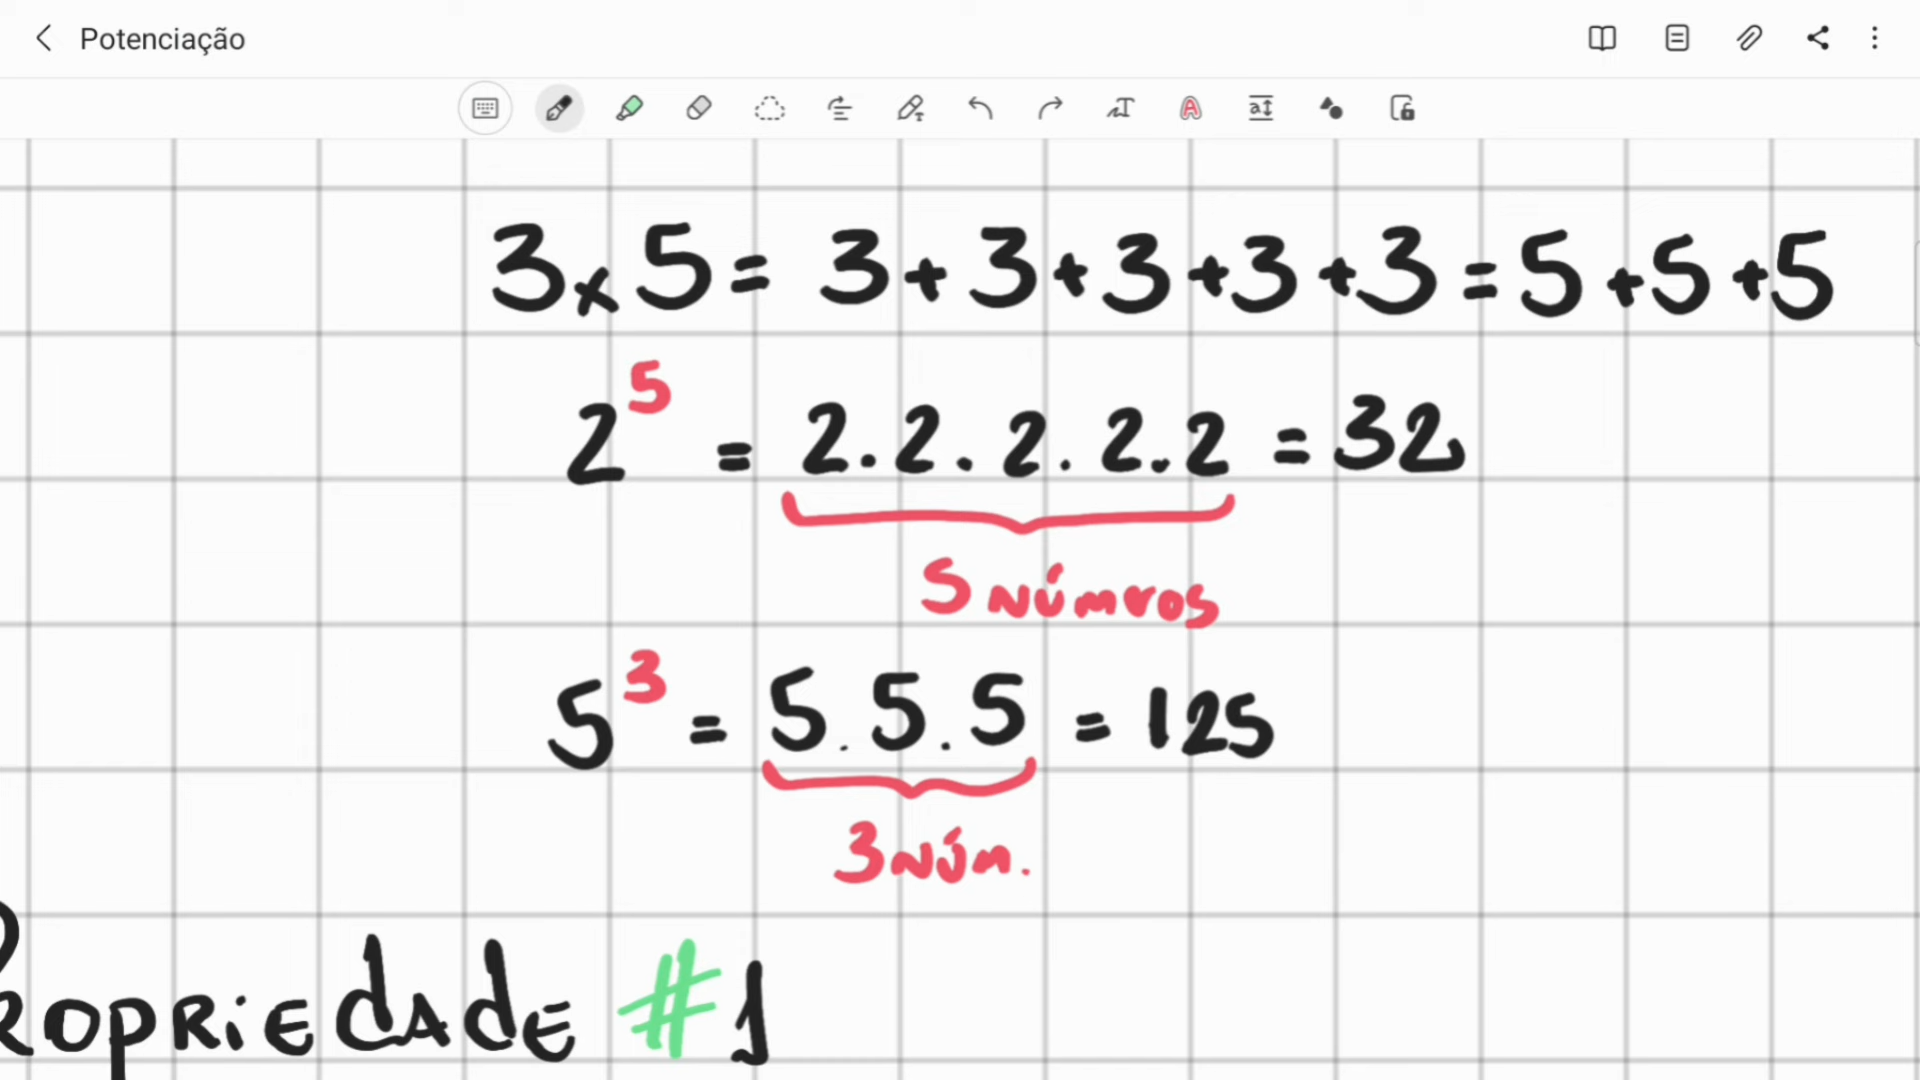 Potenciação
3x5= 3+3+3+3+3=5+5+5
2⁵ = 2.2.2.2.2 =32
5 númros
5³ = 5.5.5 = 125
3 núm.
ROPRiEdAdE #1